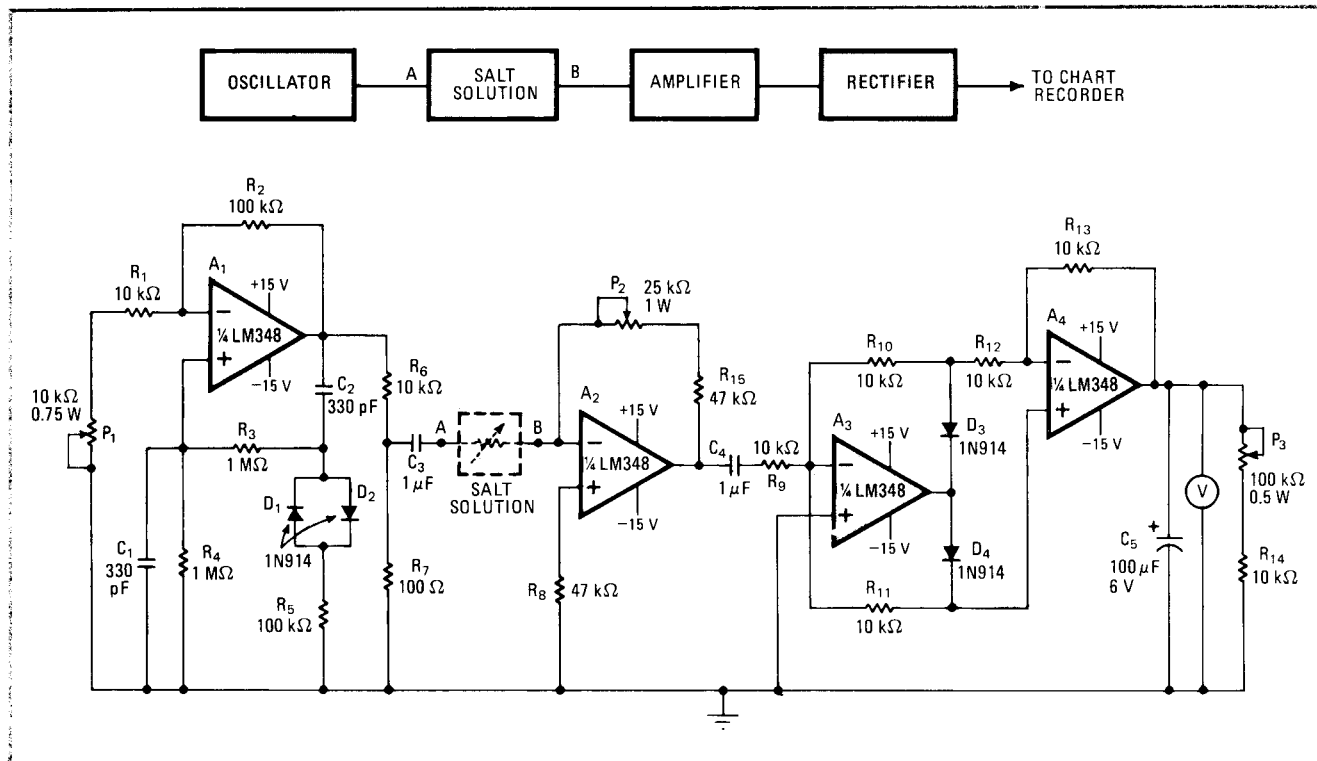 OSCILLATOR
A
SALT
SOLUTION
B
AMPLIFIER
RECTIFIER
TO CHART
RECORDER
R2
100 kΩ
R1
10 kΩ
A1
+15 V
−
¼ LM348
+
−15 V
10 kΩ
0.75 W
P1
C2
330 pF
R3
1 MΩ
D1
D2
1N914
C1
330
pF
R4
1 MΩ
R5
100 kΩ
R6
10 kΩ
R7
100 Ω
C3
1 µF
A
B
SALT
SOLUTION
P2
25 kΩ
1 W
R15
47 kΩ
A2
+15 V
−
¼ LM348
+
−15 V
R8
47 kΩ
C4
1 µF
10 kΩ
R9
R10
10 kΩ
A3
+15 V
−
¼ LM348
+
−15 V
R11
10 kΩ
R12
10 kΩ
D3
1N914
D4
1N914
R13
10 kΩ
A4
+15 V
−
¼ LM348
+
−15 V
+
C5
100 µF
6 V
V
P3
100 kΩ
0.5 W
R14
10 kΩ